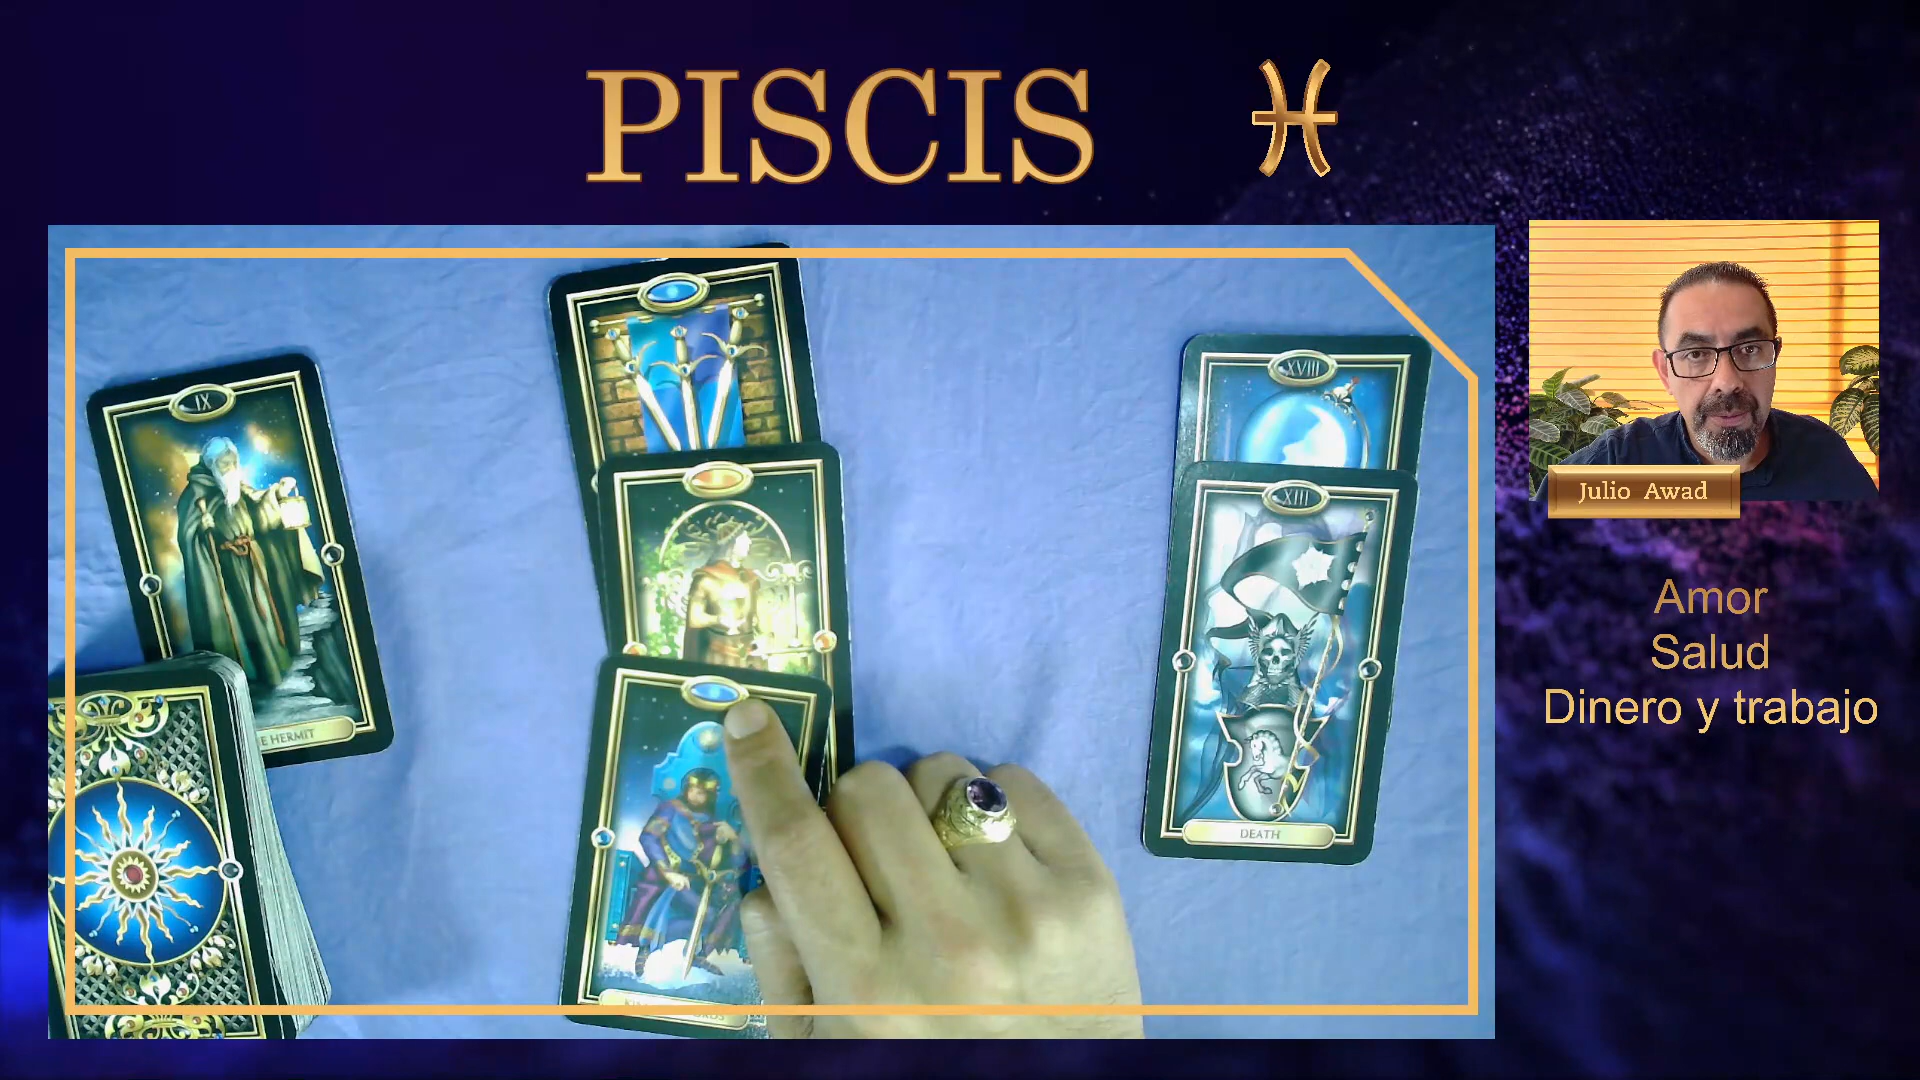 PISCIS
IX
XVIII
XIII
E HERMIT
DEATH
Julio Awad
Amor
Salud
Dinero y trabajo